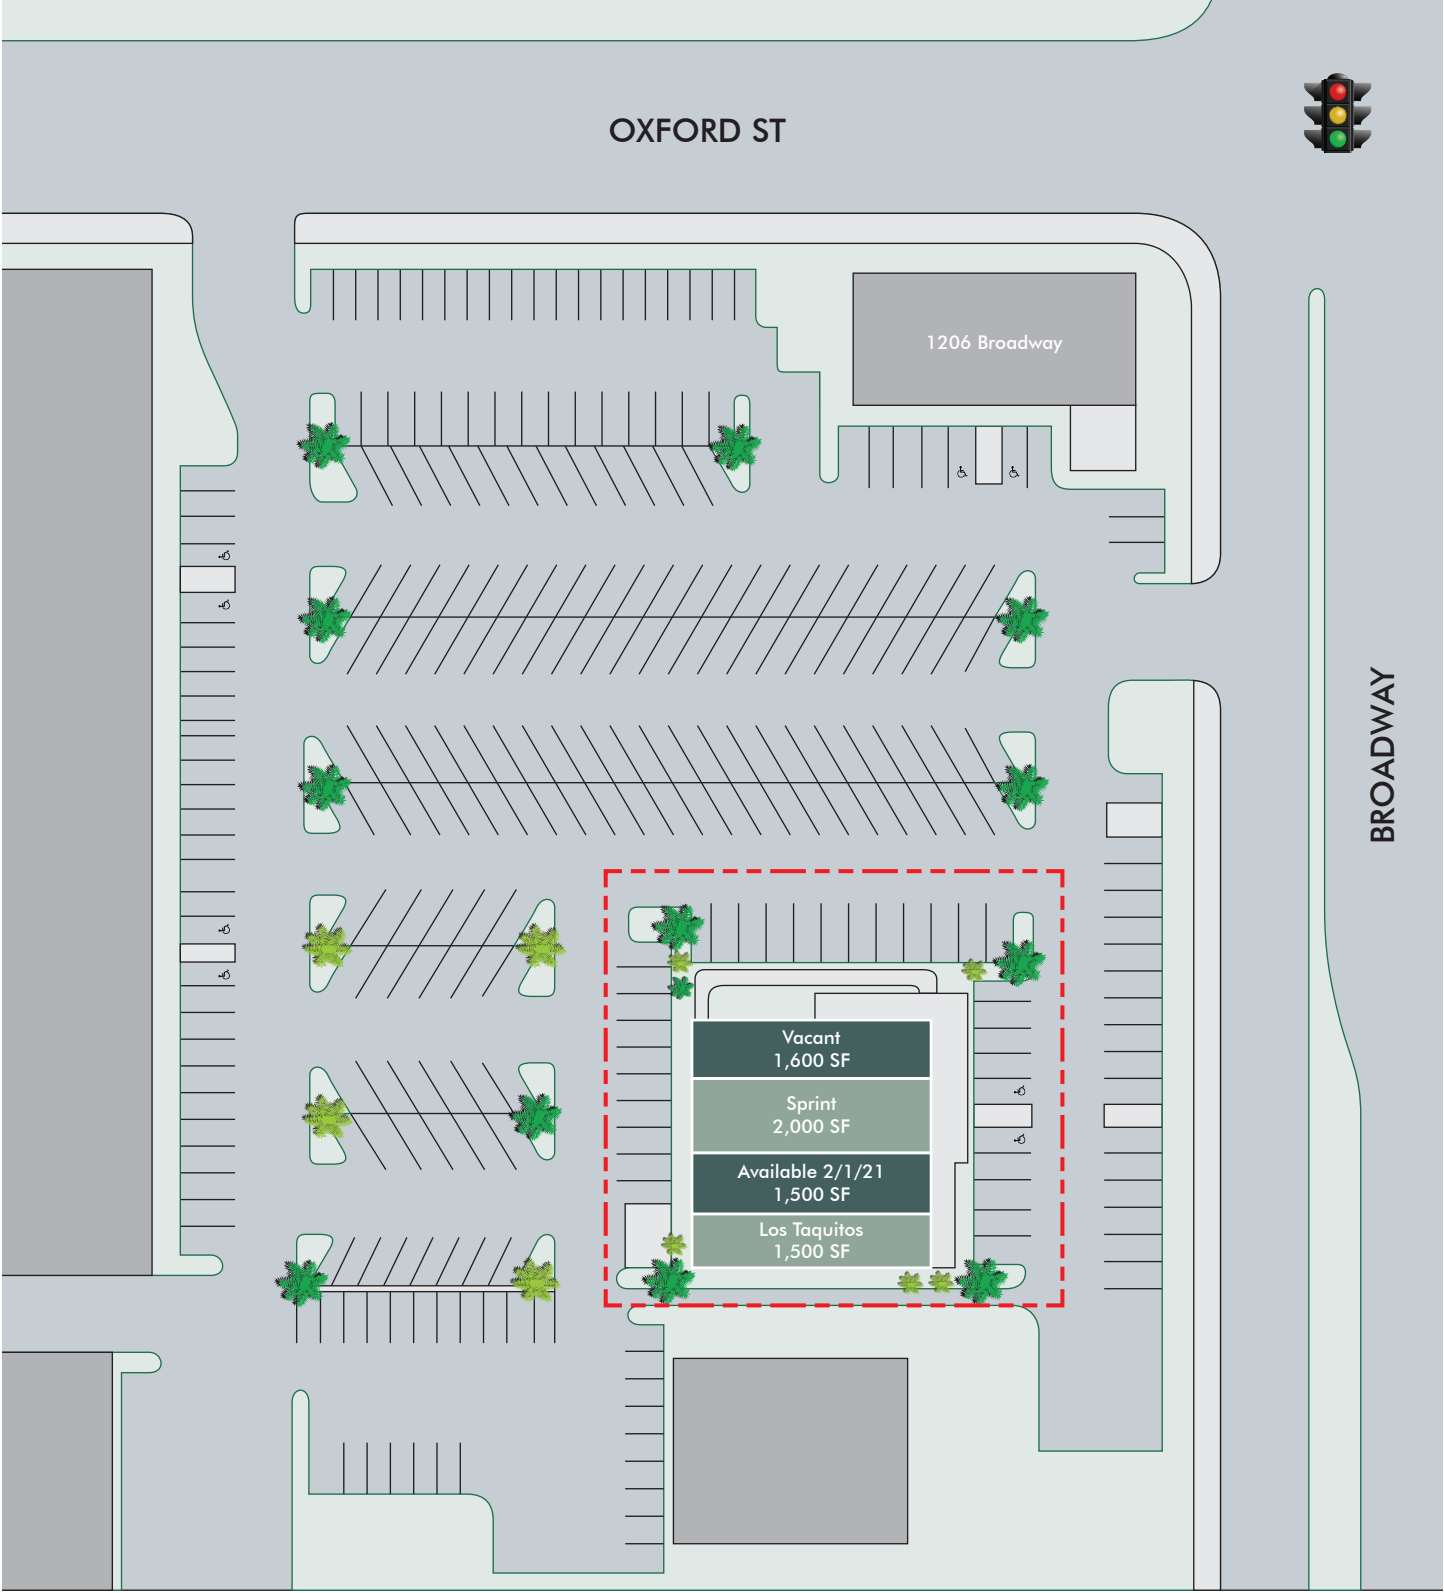 OXFORD ST
1206 Broadway
BROADWAY
Vacant
1,600 SF
Sprint
2,000 SF
Available 2/1/21
1,500 SF
Los Taquitos
1,500 SF